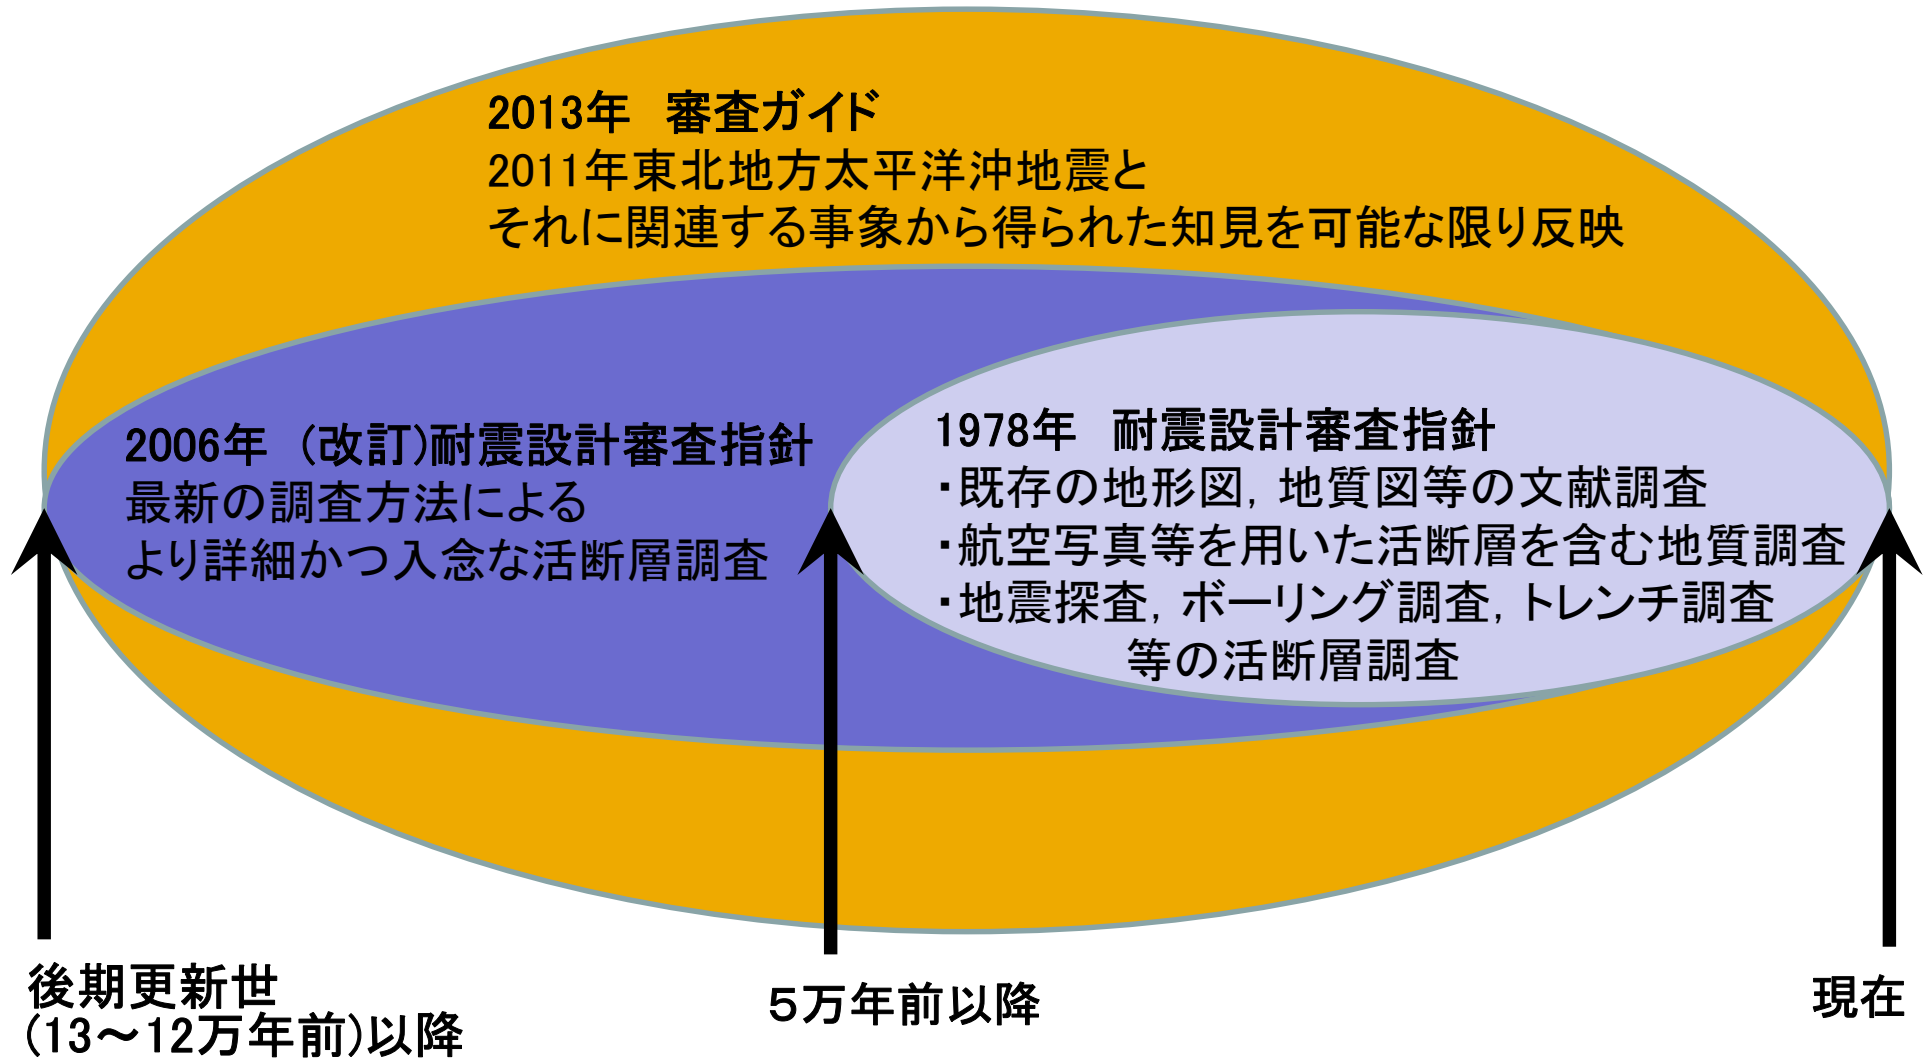 2013年　審査ガイド
2011年東北地方太平洋沖地震と
それに関連する事象から得られた知見を可能な限り反映
2006年　(改訂)耐震設計審査指針
最新の調査方法による
より詳細かつ入念な活断層調査
1978年　耐震設計審査指針
・既存の地形図，地質図等の文献調査
・航空写真等を用いた活断層を含む地質調査
・地震探査，ボーリング調査，トレンチ調査
等の活断層調査
後期更新世
(13～12万年前)以降
５万年前以降
現在